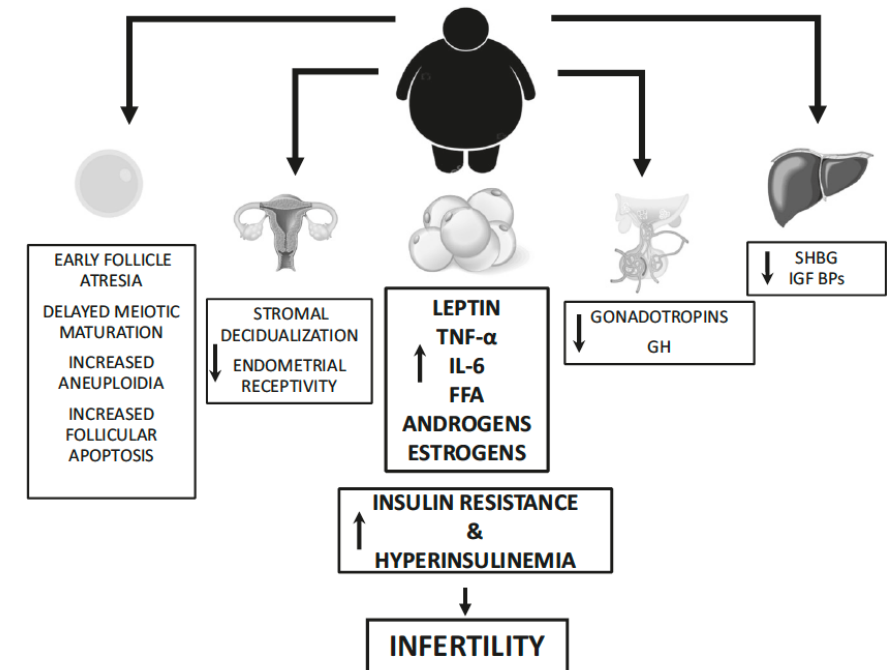 EARLY FOLLICLE
ATRESIA
DELAYED MEIOTIC
MATURATION
INCREASED
ANEUPLOIDIA
INCREASED
FOLLICULAR
APOPTOSIS
STROMAL
DECIDUALIZATION
ENDOMETRIAL
RECEPTIVITY
LEPTIN
TNF-α
IL-6
FFA
ANDROGENS
ESTROGENS
GONADOTROPINS
GH
SHBG
IGF BPs
INSULIN RESISTANCE
&
HYPERINSULINEMIA
INFERTILITY